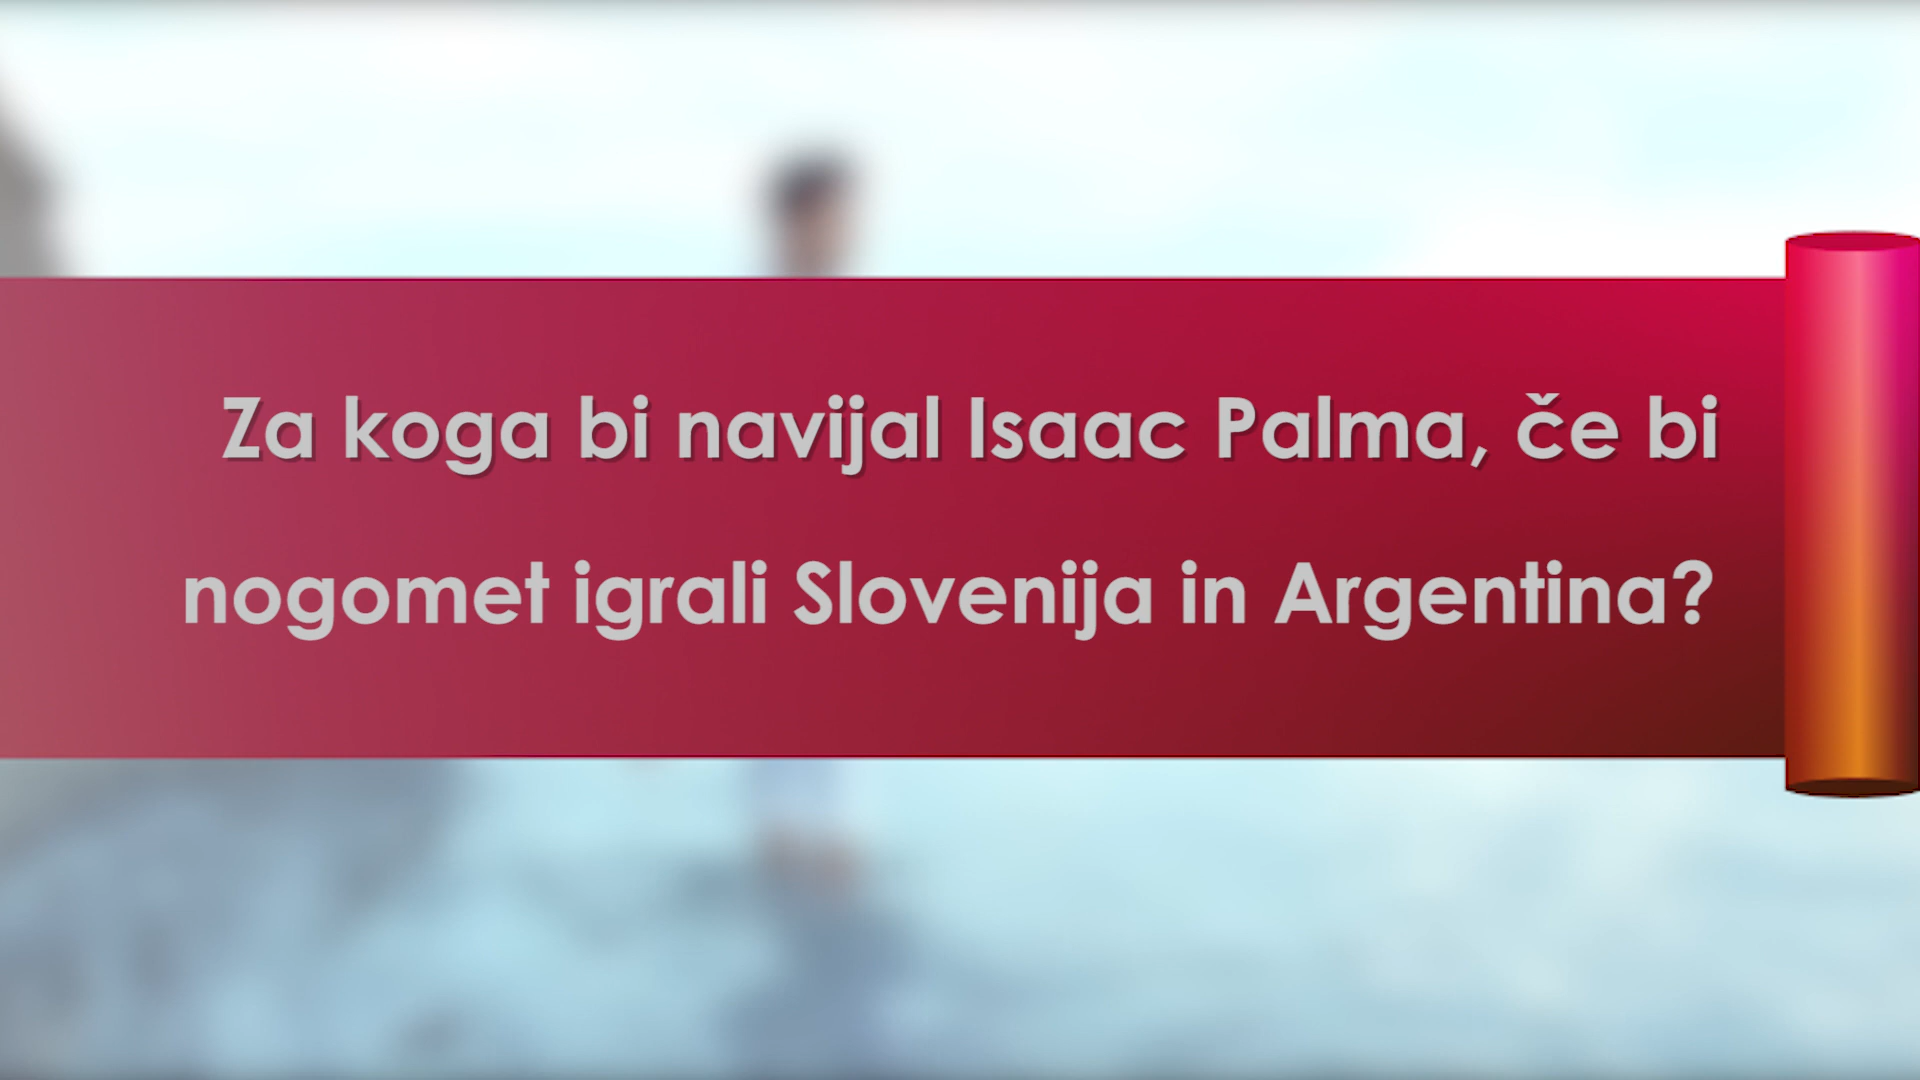 Za koga bi navijal Isaac Palma, če bi
nogomet igrali Slovenija in Argentina?